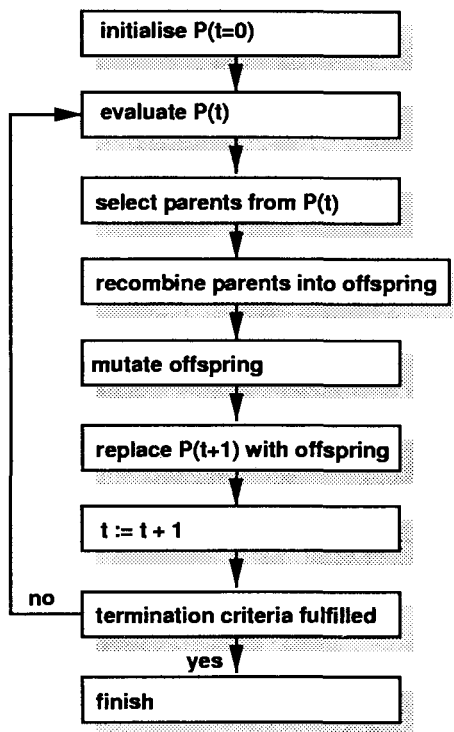 initialise P(t=0)
evaluate P(t)
select parents from P(t)
recombine parents into offspring
mutate offspring
replace P(t+1) with offspring
t := t + 1
no
termination criteria fulfilled
yes
finish